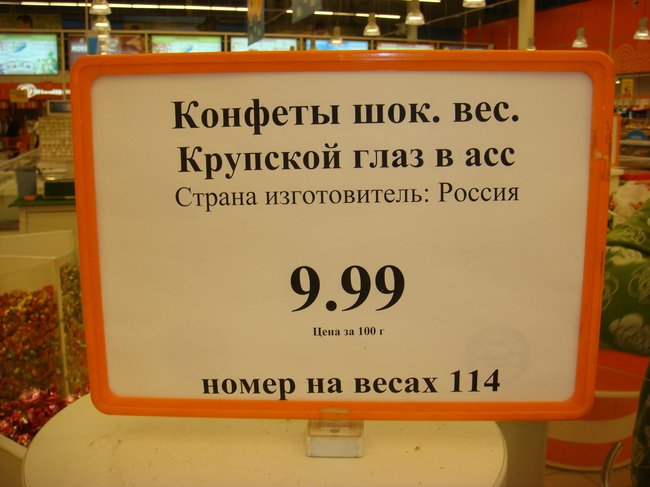 Конфеты шок. вес.
Крупской глаз в асс
Страна изготовитель: Россия
9.99
Цена за 100 г
номер на весах 114